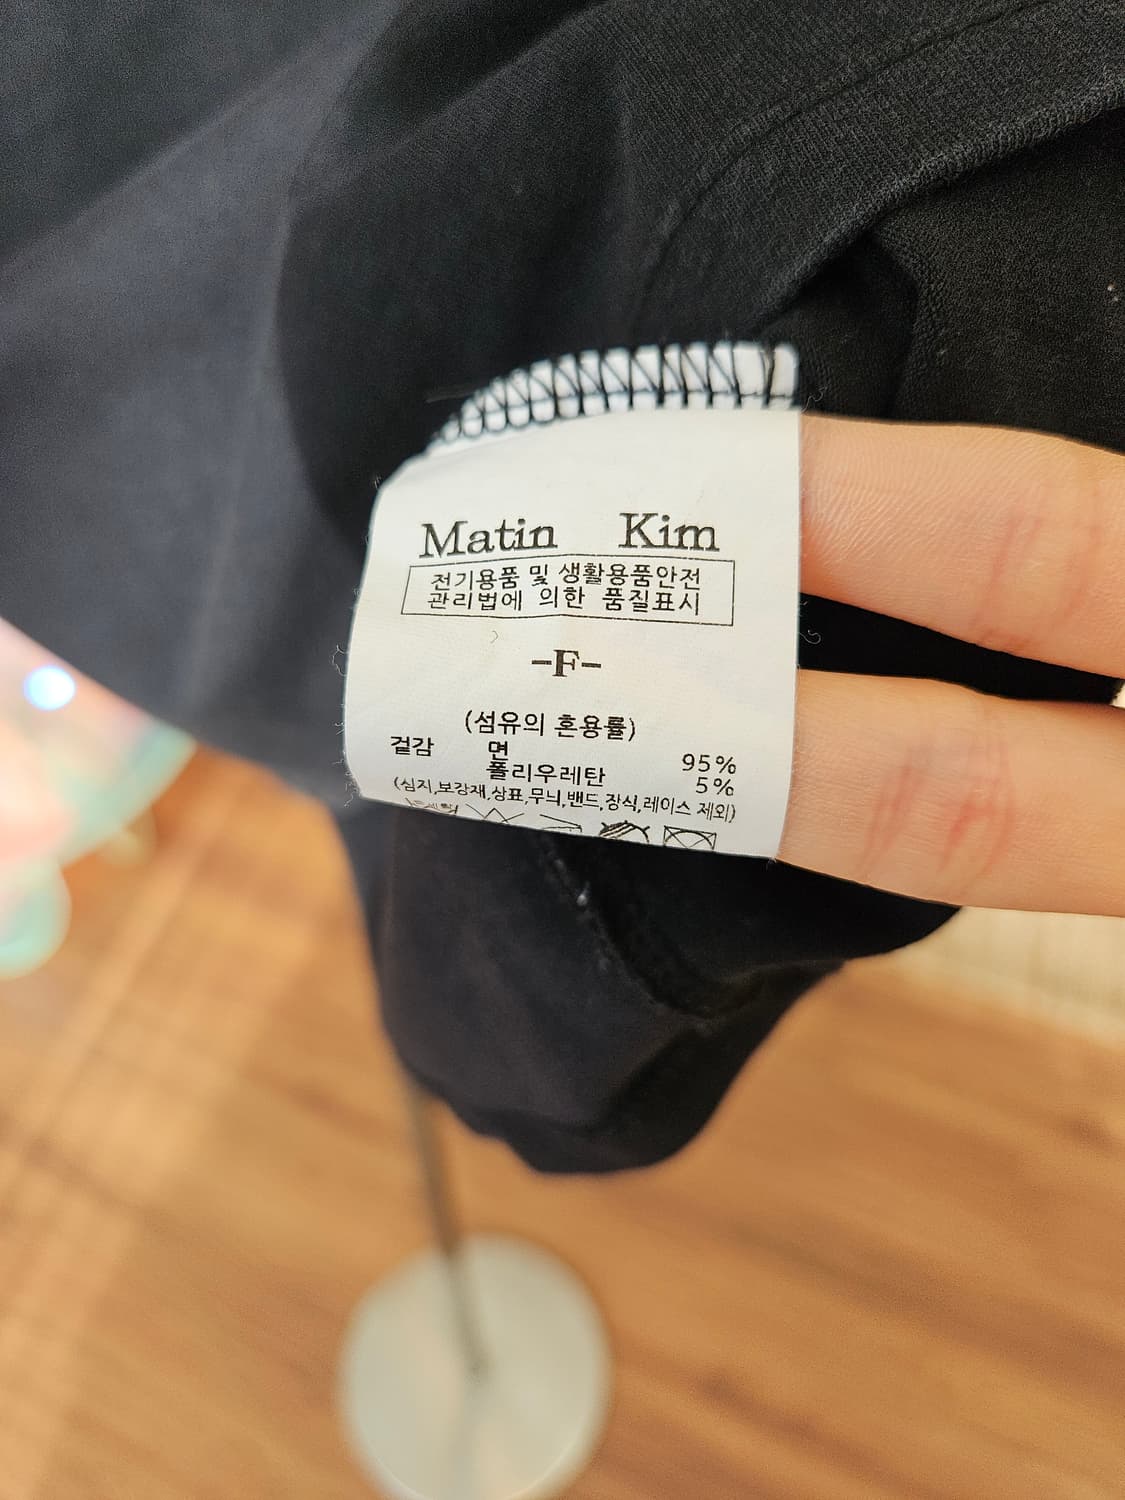 Matin Kim
전기용품 및 생활용품안전
관리법에 의한 품질표시
-F-
(섬유의 혼용률)
겉감 면 95%
폴리우레탄 5%
(심지,보강재,상표,무늬,밴드,장식,레이스 제외)